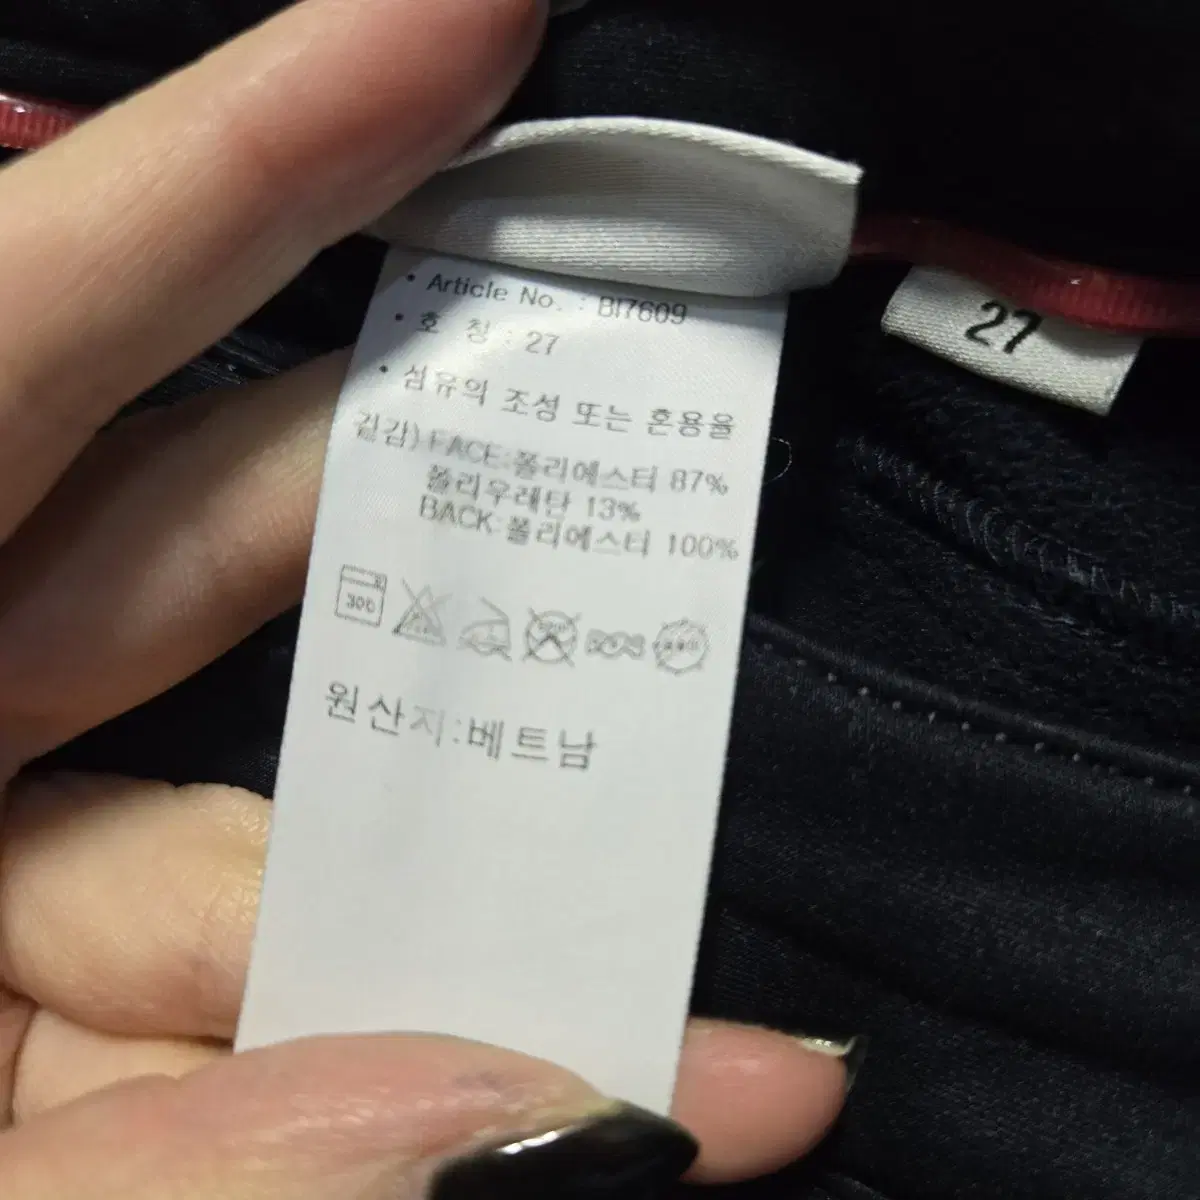 • Article No. : BI7609
• 호 칭 : 27
• 섬유의 조성 또는 혼용율
겉감) FACE:폴리에스터 87%
폴리우레탄 13%
BACK:폴리에스터 100%
300
원산지:베트남
27